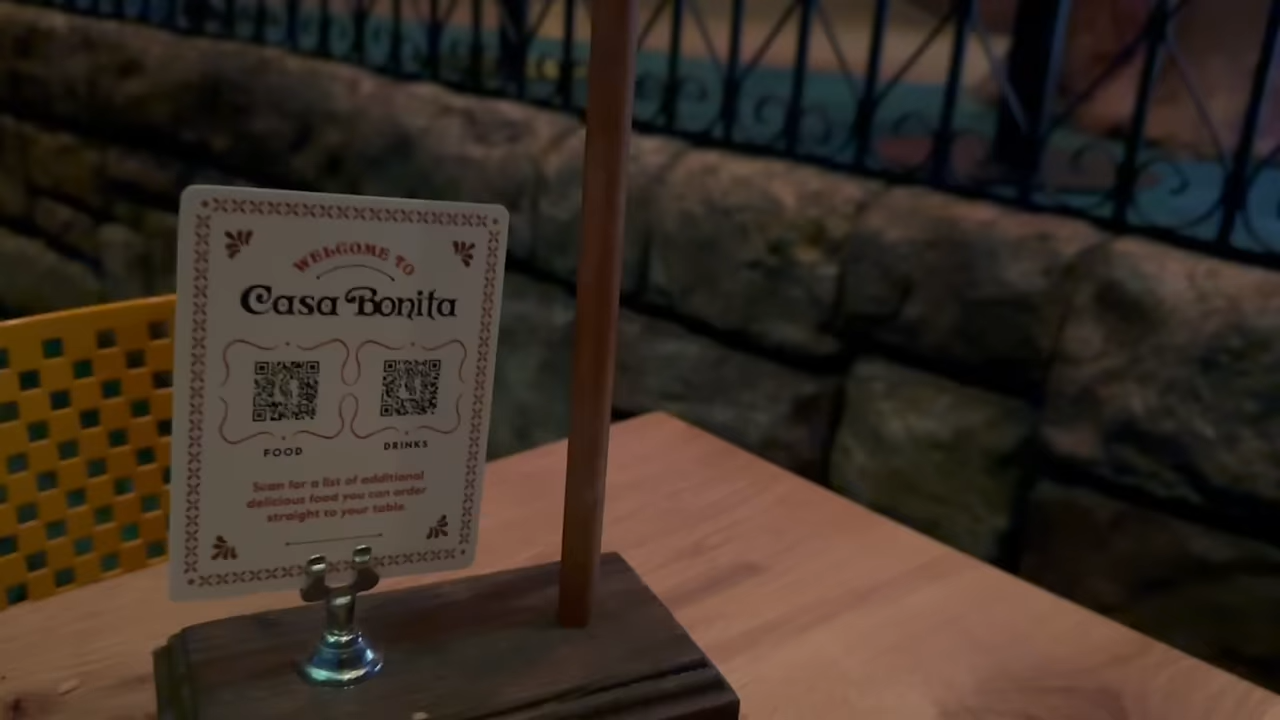 WELCOME TO
Casa Bonita
FOOD
DRINKS
Scan for a list of additional
delicious food you can order
straight to your table.